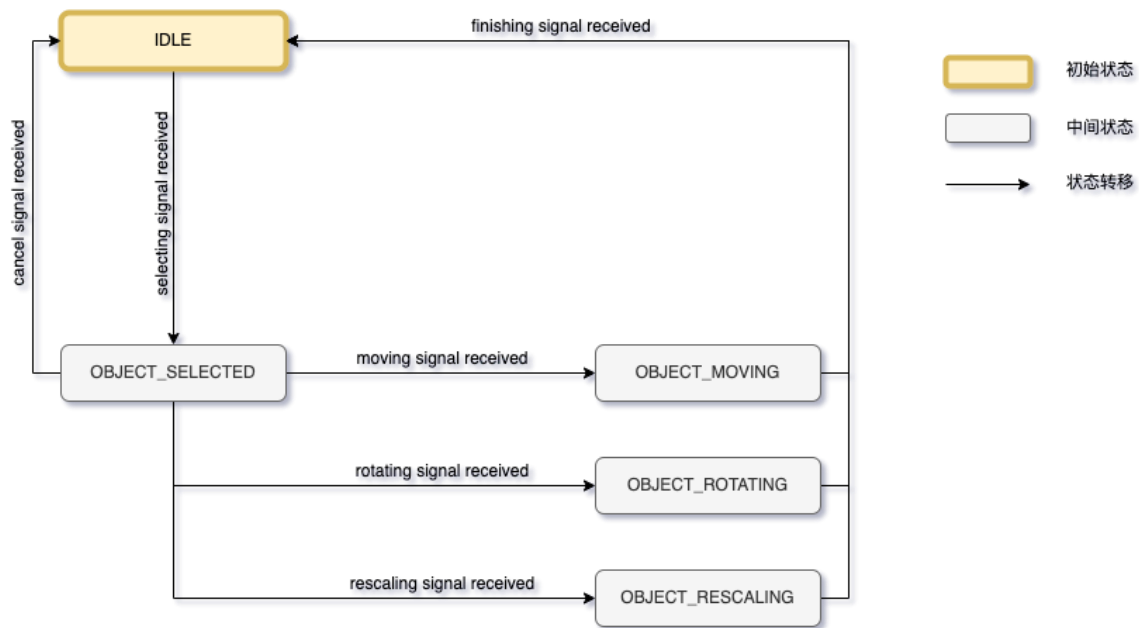 IDLE
finishing signal received
初始状态
中间状态
状态转移
cancel signal received
selecting signal received
OBJECT_SELECTED
moving signal received
OBJECT_MOVING
rotating signal received
OBJECT_ROTATING
rescaling signal received
OBJECT_RESCALING